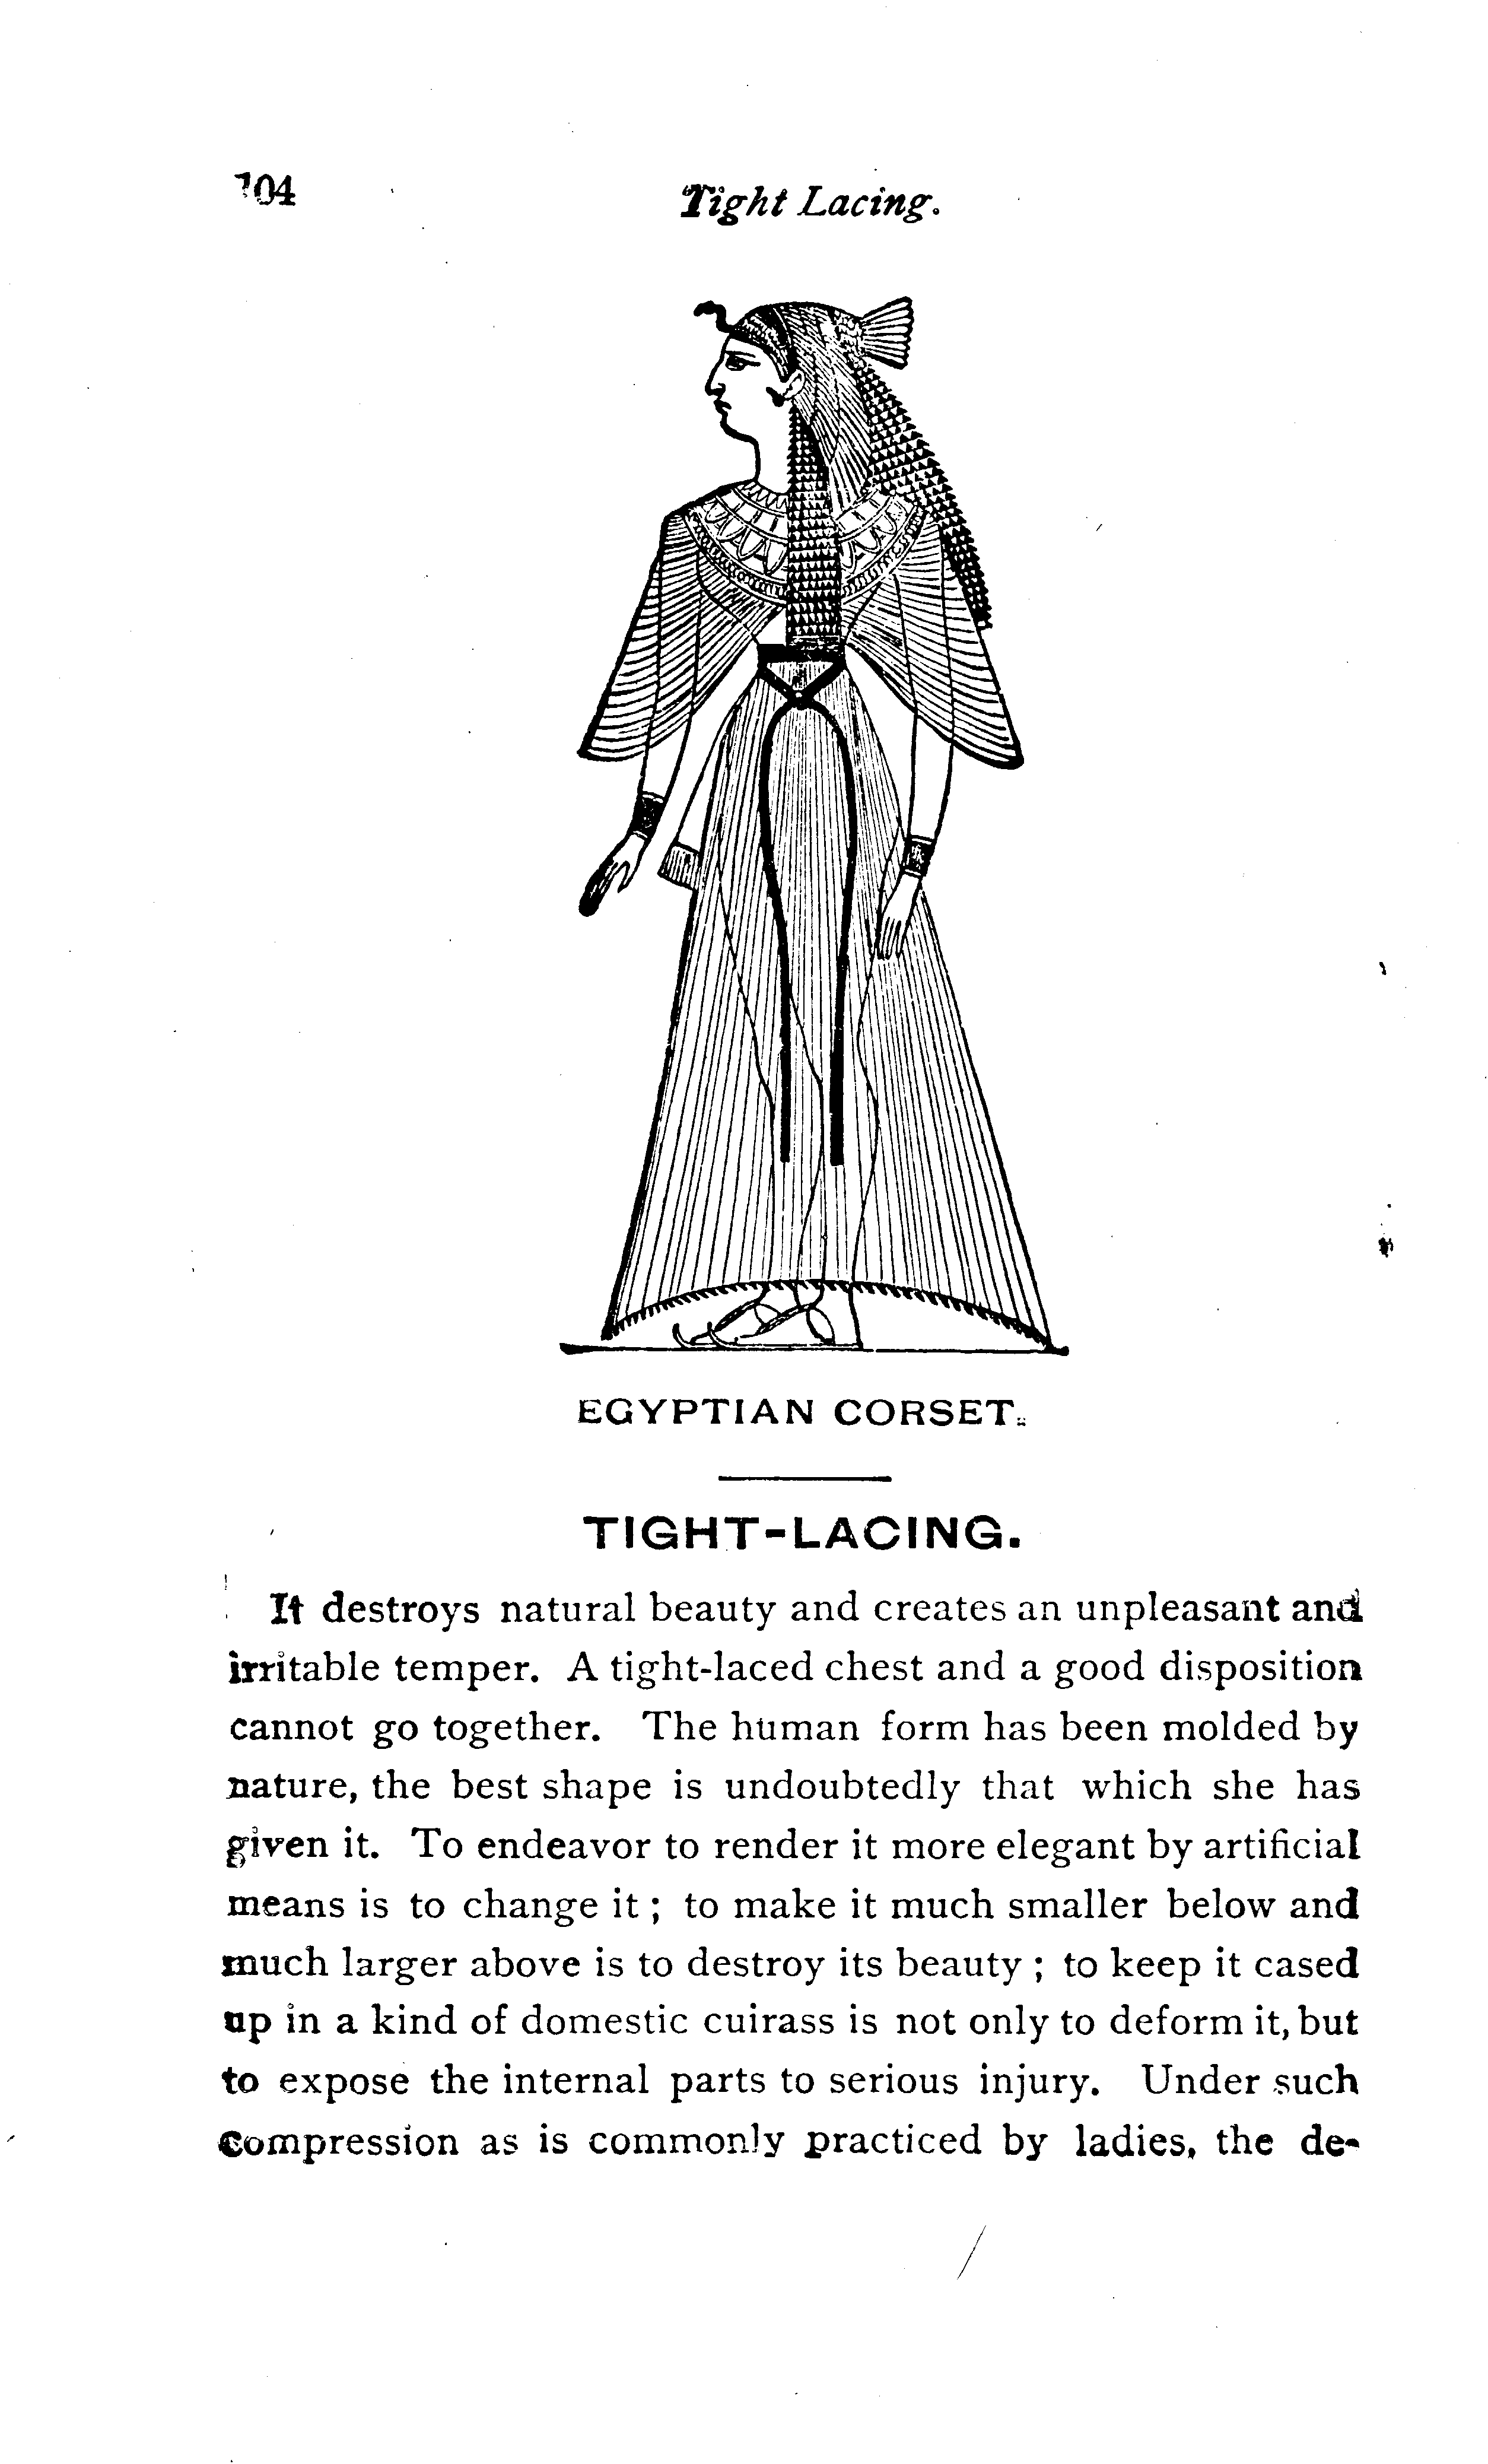 104
Tight Lacing.
EGYPTIAN CORSET.
TIGHT-LACING.
It destroys natural beauty and creates an unpleasant and
irritable temper. A tight-laced chest and a good disposition
cannot go together. The human form has been molded by
nature, the best shape is undoubtedly that which she has
given it. To endeavor to render it more elegant by artificial
means is to change it ; to make it much smaller below and
much larger above is to destroy its beauty ; to keep it cased
up in a kind of domestic cuirass is not only to deform it, but
to expose the internal parts to serious injury. Under such
compression as is commonly practiced by ladies, the de-